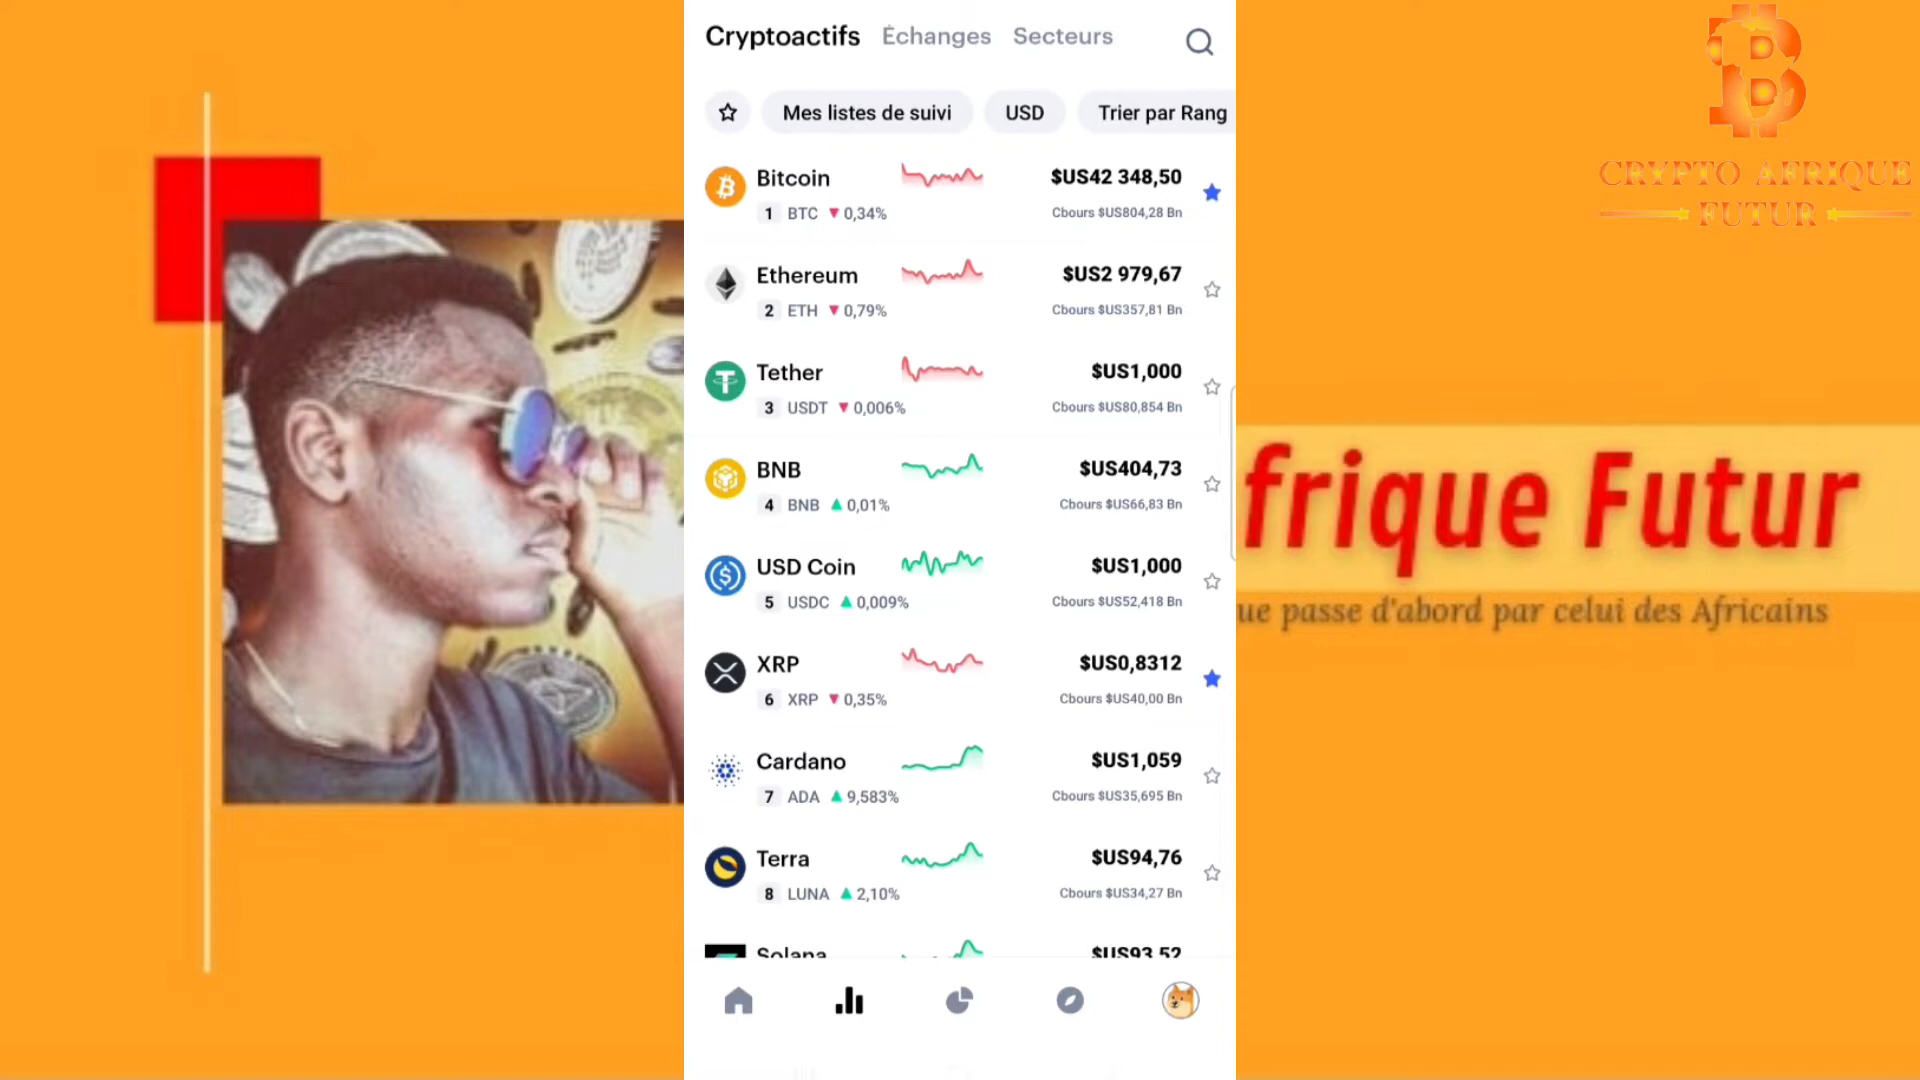 Cryptoactifs Échanges Secteurs
Mes listes de suivi USD Trier par Rang
Bitcoin $US42 348,50
1 BTC ▼ 0,34% Cbours $US804,28 Bn
Ethereum $US2 979,67
2 ETH ▼ 0,79% Cbours $US357,81 Bn
Tether $US1,000
3 USDT ▼ 0,006% Cbours $US80,854 Bn
BNB $US404,73
4 BNB ▲ 0,01% Cbours $US66,83 Bn
USD Coin $US1,000
5 USDC ▲ 0,009% Cbours $US52,418 Bn
XRP $US0,8312
6 XRP ▼ 0,35% Cbours $US40,00 Bn
Cardano $US1,059
7 ADA ▲ 9,583% Cbours $US35,695 Bn
Terra $US94,76
8 LUNA ▲ 2,10% Cbours $US34,27 Bn
Solana $US93,52
CRYPTO AFRIQUE
FUTUR
frique Futur
ue passe d'abord par celui des Africains